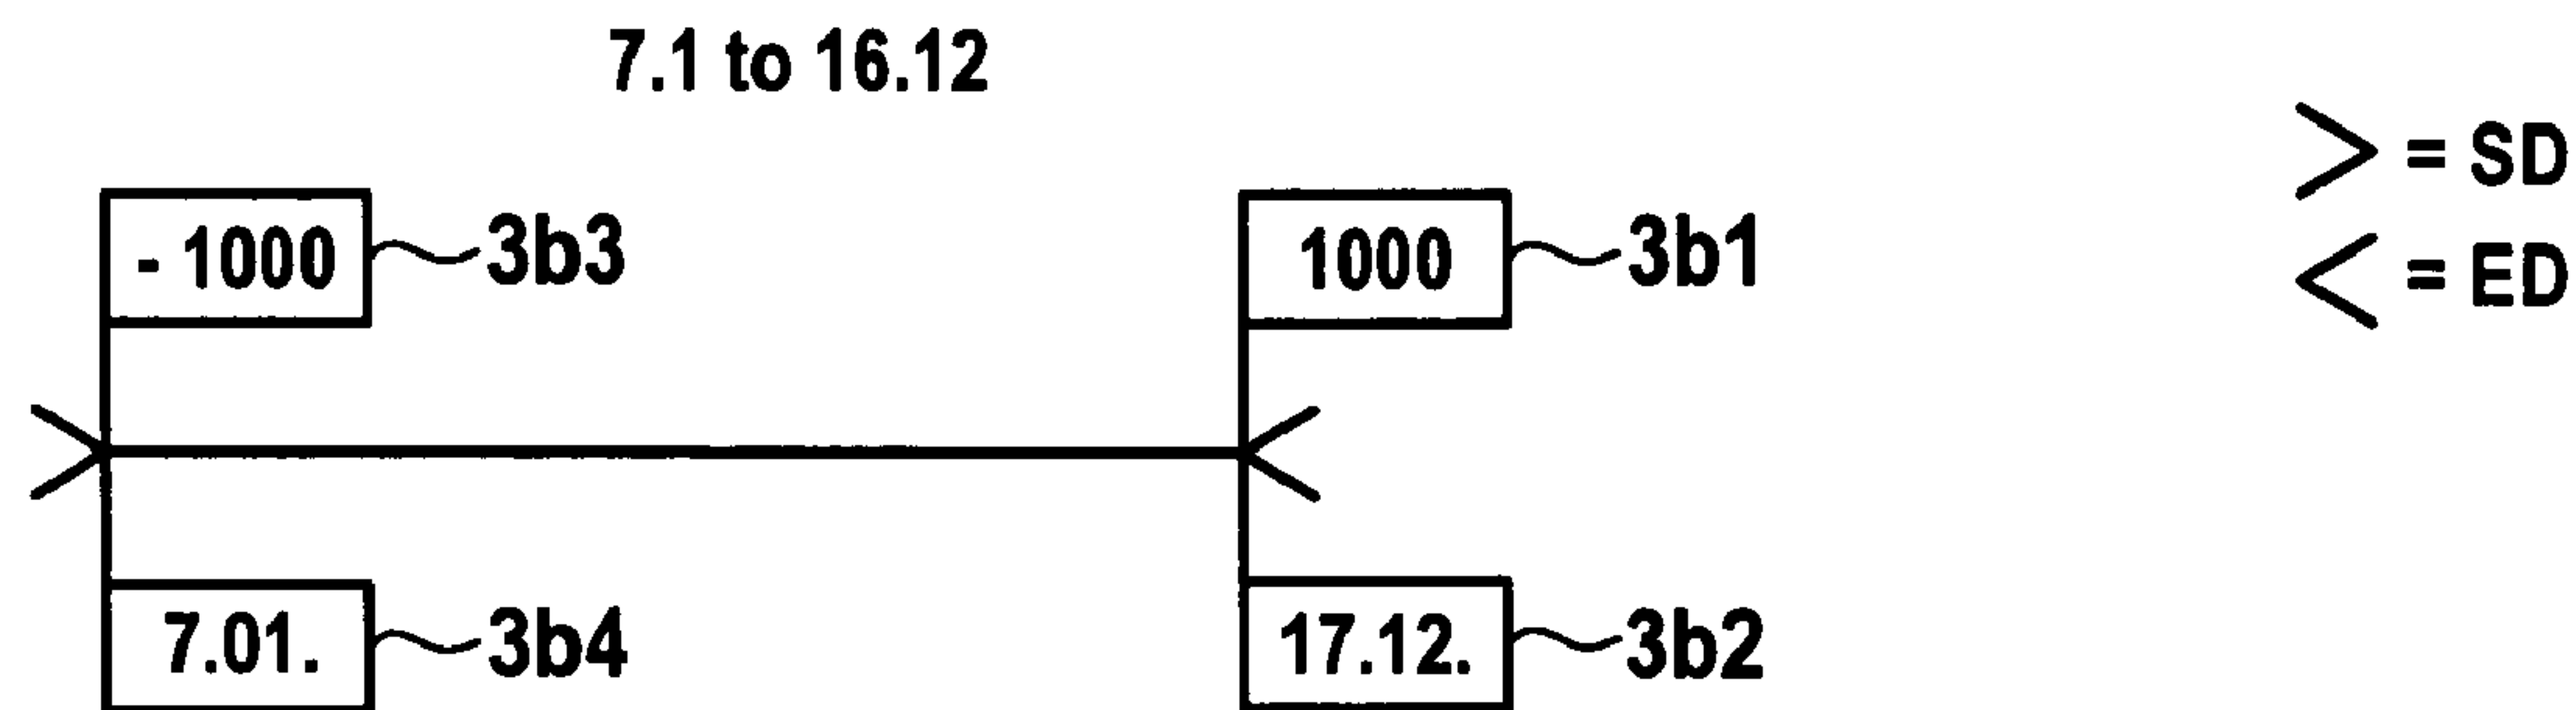 7.1 to 16.12
> = SD
< = ED
- 1000 3b3
1000 3b1
7.01. 3b4
17.12. 3b2